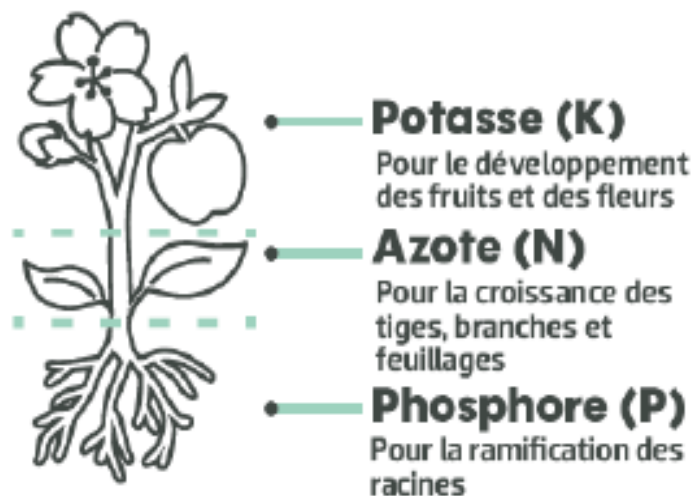 Potasse (K)
Pour le développement
des fruits et des fleurs
Azote (N)
Pour la croissance des
tiges, branches et
feuillages
Phosphore (P)
Pour la ramification des
racines